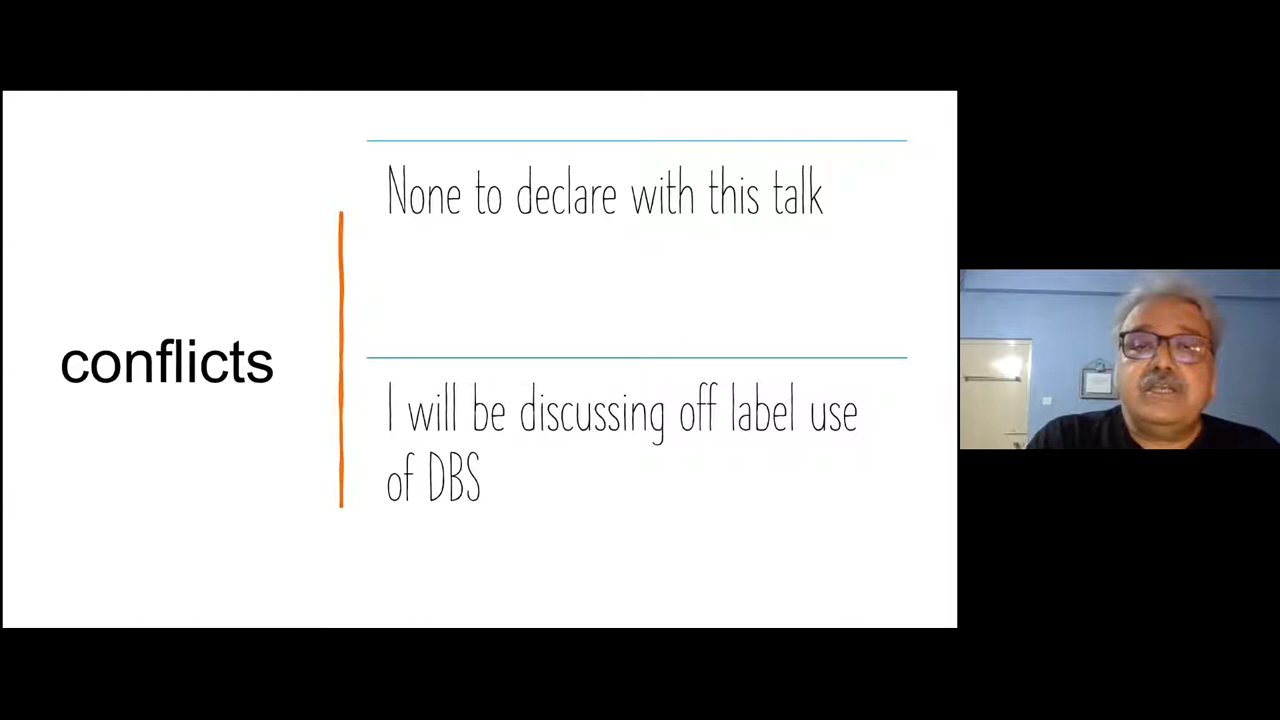 conflicts
None to declare with this talk
I will be discussing off label use
of DBS